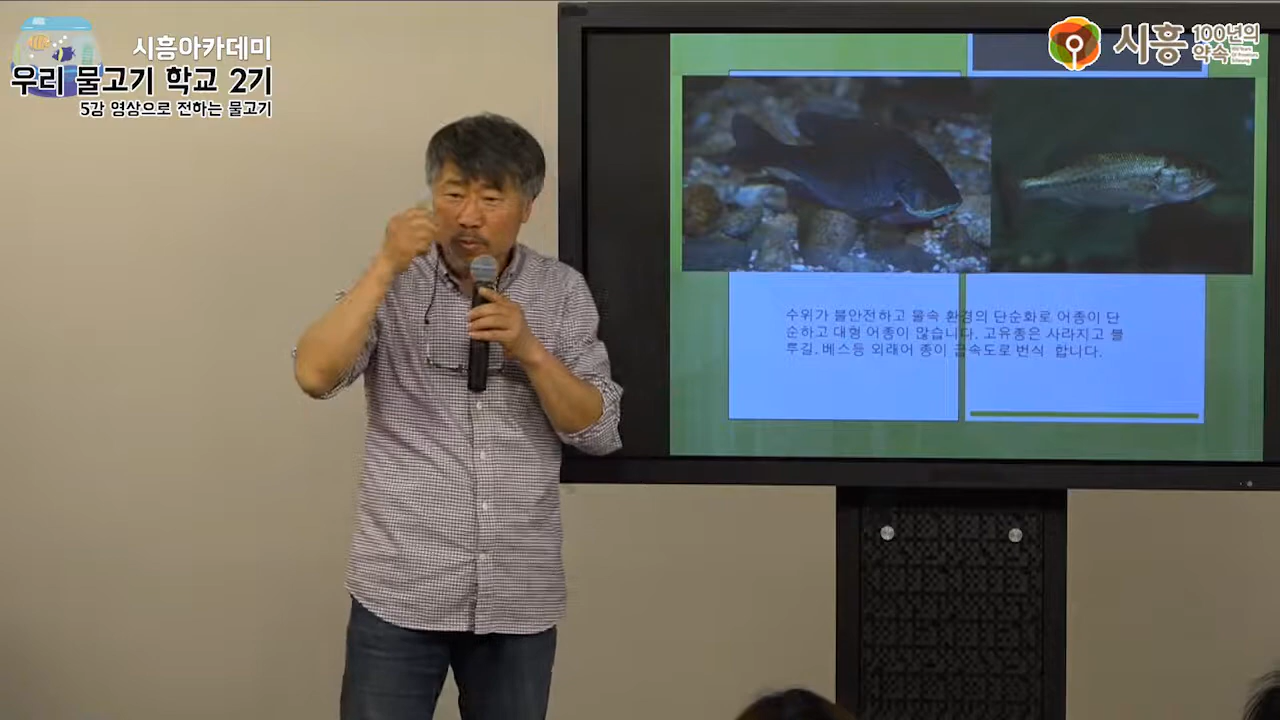 시흥아카데미
우리 물고기 학교 2기
5강 영상으로 전하는 물고기
시흥 100년의 약속
수위가 불안전하고 물속 환경의 단순화로 어종이 단
순하고 대형 어종이 많습니다. 고유종은 사라지고 블
루길, 베스등 외래어 종이 급속도로 번식 합니다.